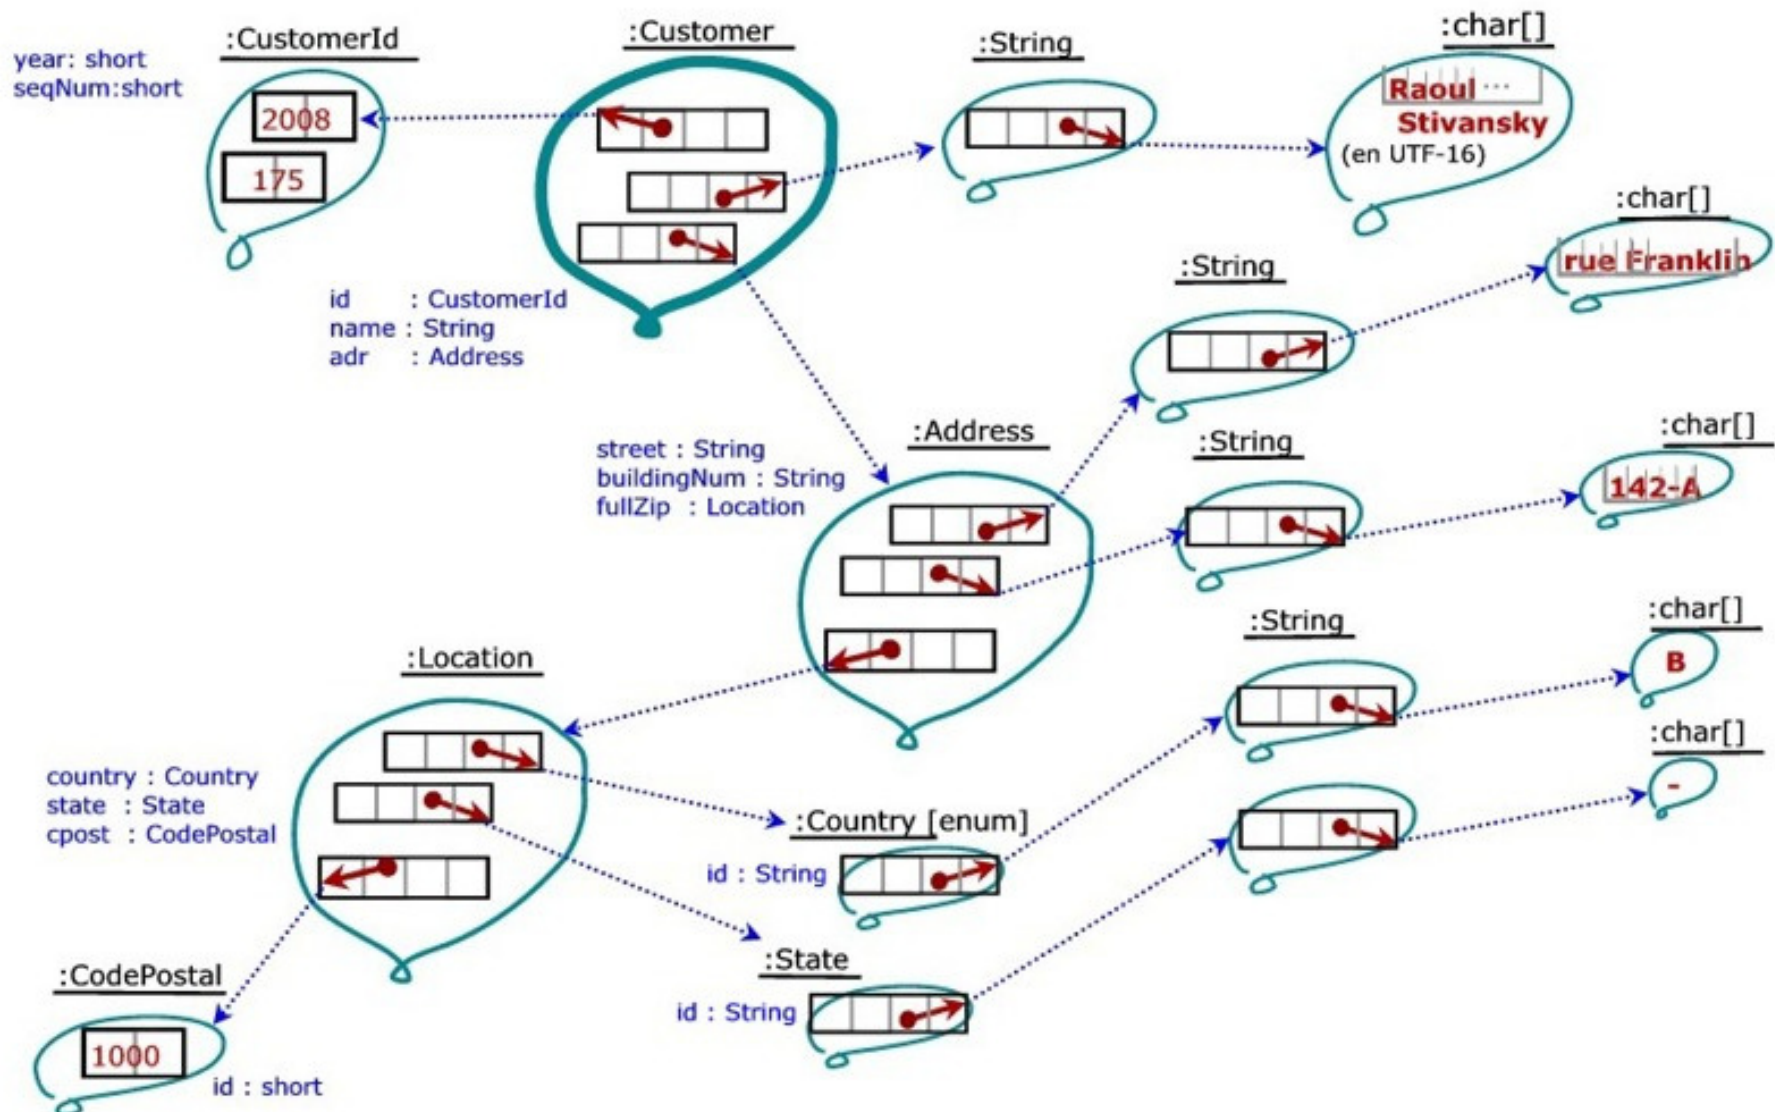 :CustomerId
:Customer
:String
:char[]
year: short
seqNum:short
2008
175
Raoul ...
Stivansky
(en UTF-16)
:char[]
rue Franklin
:String
id : CustomerId
name : String
adr : Address
:Address
:String
:char[]
street : String
buildingNum : String
fullZip : Location
142-A
:String
:char[]
B
:Location
:char[]
-
country : Country
state : State
cpost : CodePostal
:Country [enum]
id : String
:State
id : String
:CodePostal
1000
id : short